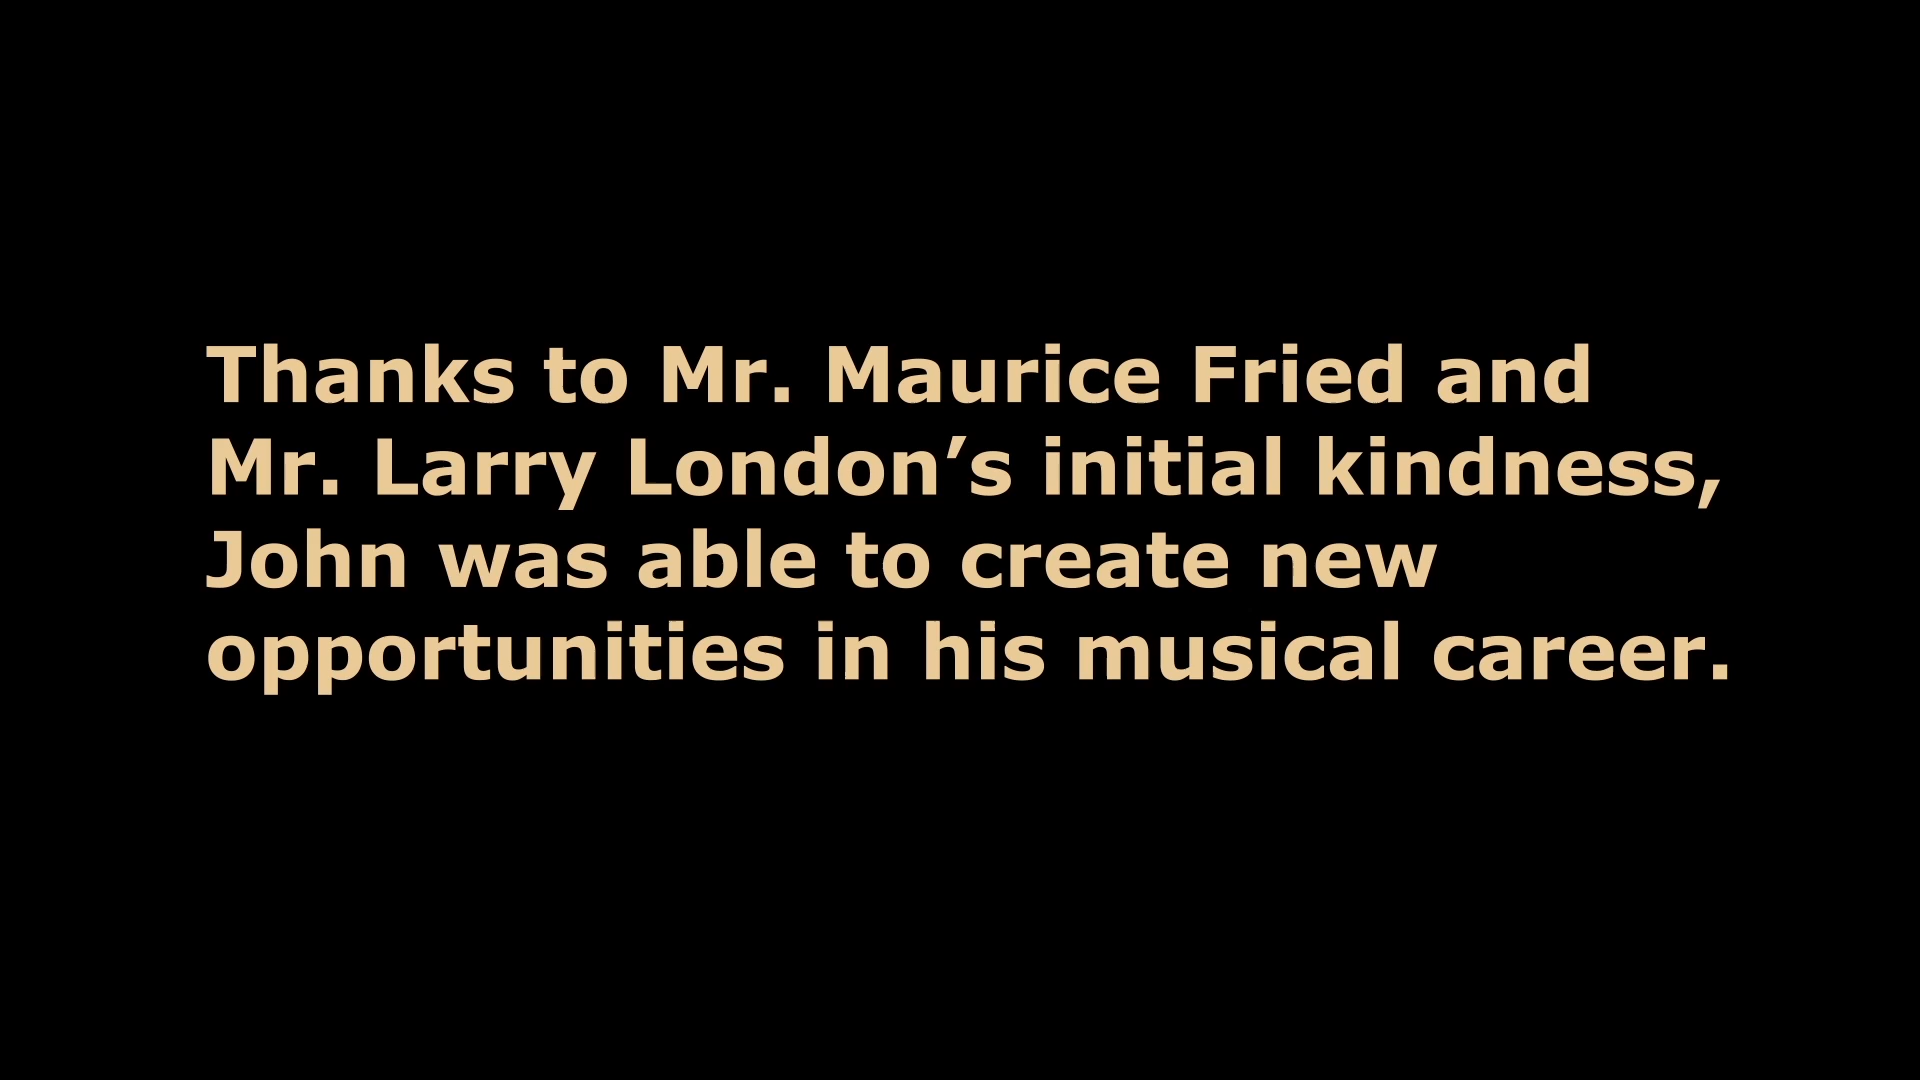 Thanks to Mr. Maurice Fried and
Mr. Larry London’s initial kindness,
John was able to create new
opportunities in his musical career.